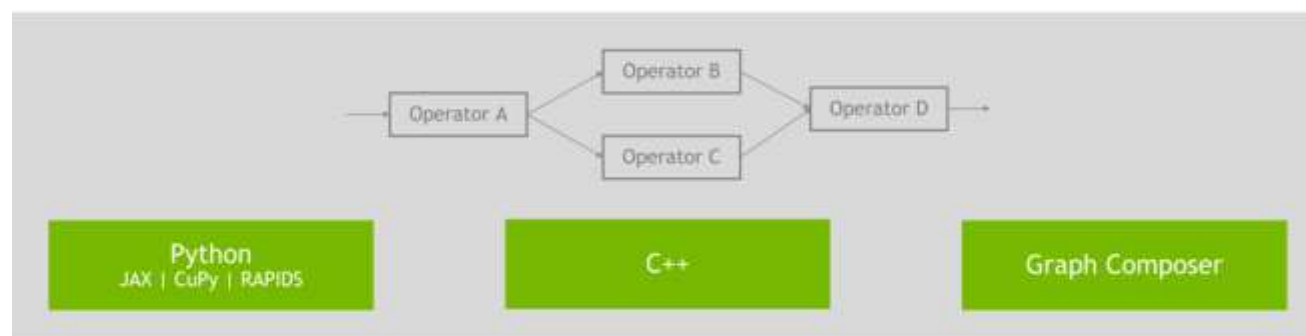 Operator B
Operator A
Operator D
Operator C
Python
JAX | CuPy | RAPIDS
C++
Graph Composer